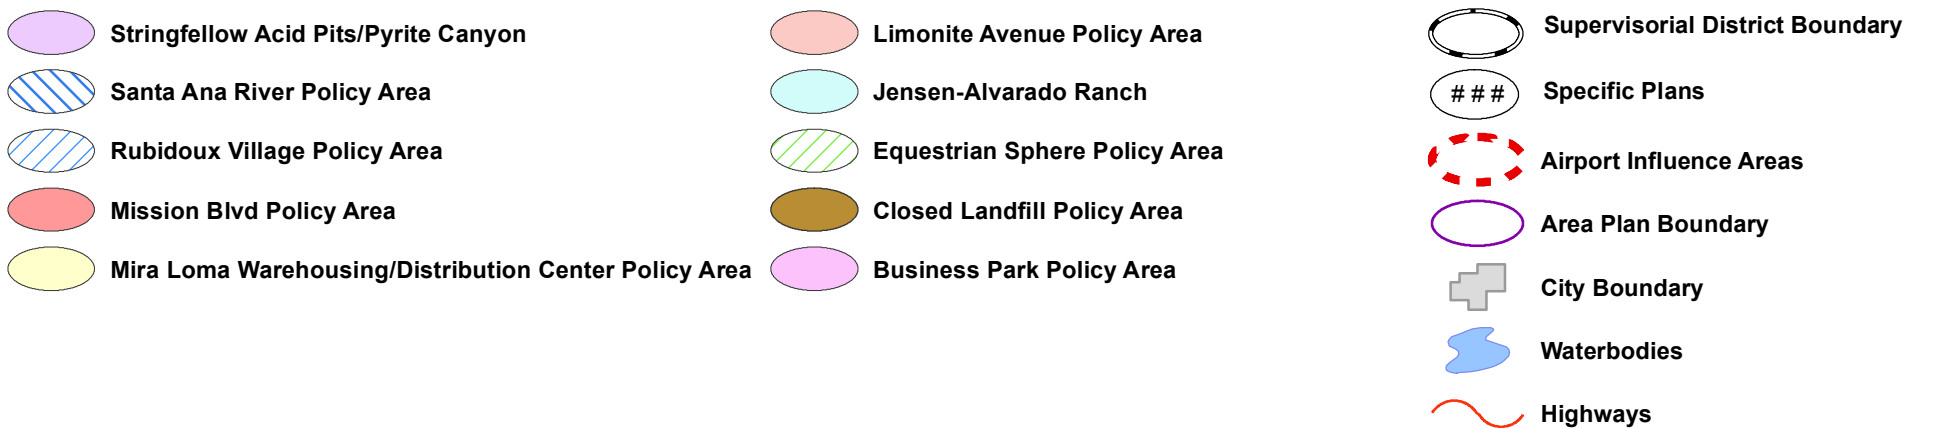 Stringfellow Acid Pits/Pyrite Canyon
Santa Ana River Policy Area
Rubidoux Village Policy Area
Mission Blvd Policy Area
Mira Loma Warehousing/Distribution Center Policy Area
Limonite Avenue Policy Area
Jensen-Alvarado Ranch
Equestrian Sphere Policy Area
Closed Landfill Policy Area
Business Park Policy Area
Supervisorial District Boundary
### Specific Plans
Airport Influence Areas
Area Plan Boundary
City Boundary
Waterbodies
Highways